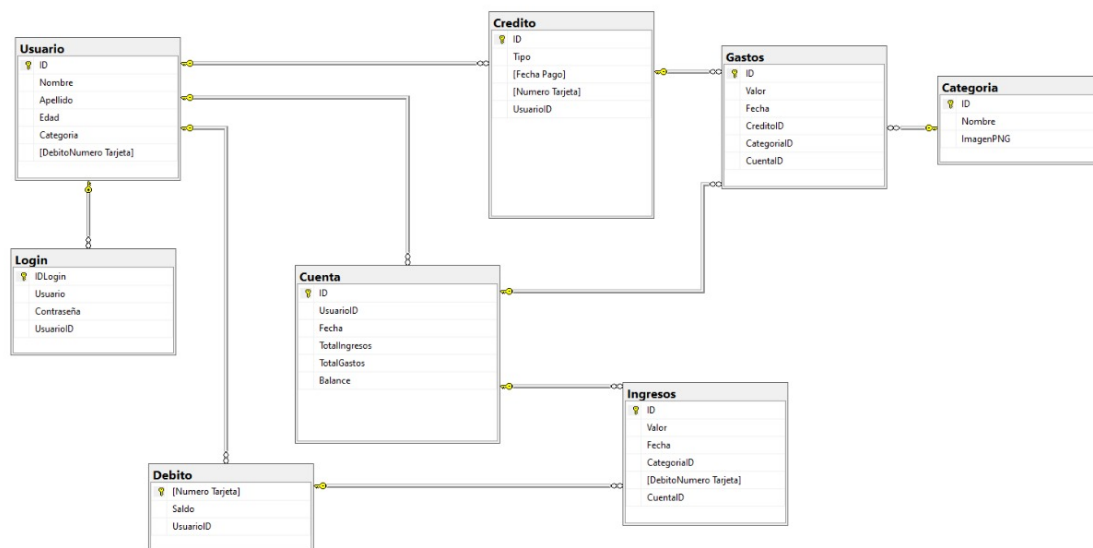 Usuario
ID
Nombre
Apellido
Edad
Categoria
[DebitoNumero Tarjeta]
Credito
ID
Tipo
[Fecha Pago]
[Numero Tarjeta]
UsuarioID
Gastos
ID
Valor
Fecha
CreditoID
CategoriaID
CuentaID
Categoria
ID
Nombre
ImagenPNG
Login
IDLogin
Usuario
Contraseña
UsuarioID
Cuenta
ID
UsuarioID
Fecha
TotalIngresos
TotalGastos
Balance
Ingresos
ID
Valor
Fecha
CategoriaID
[DebitoNumero Tarjeta]
CuentaID
Debito
[Numero Tarjeta]
Saldo
UsuarioID